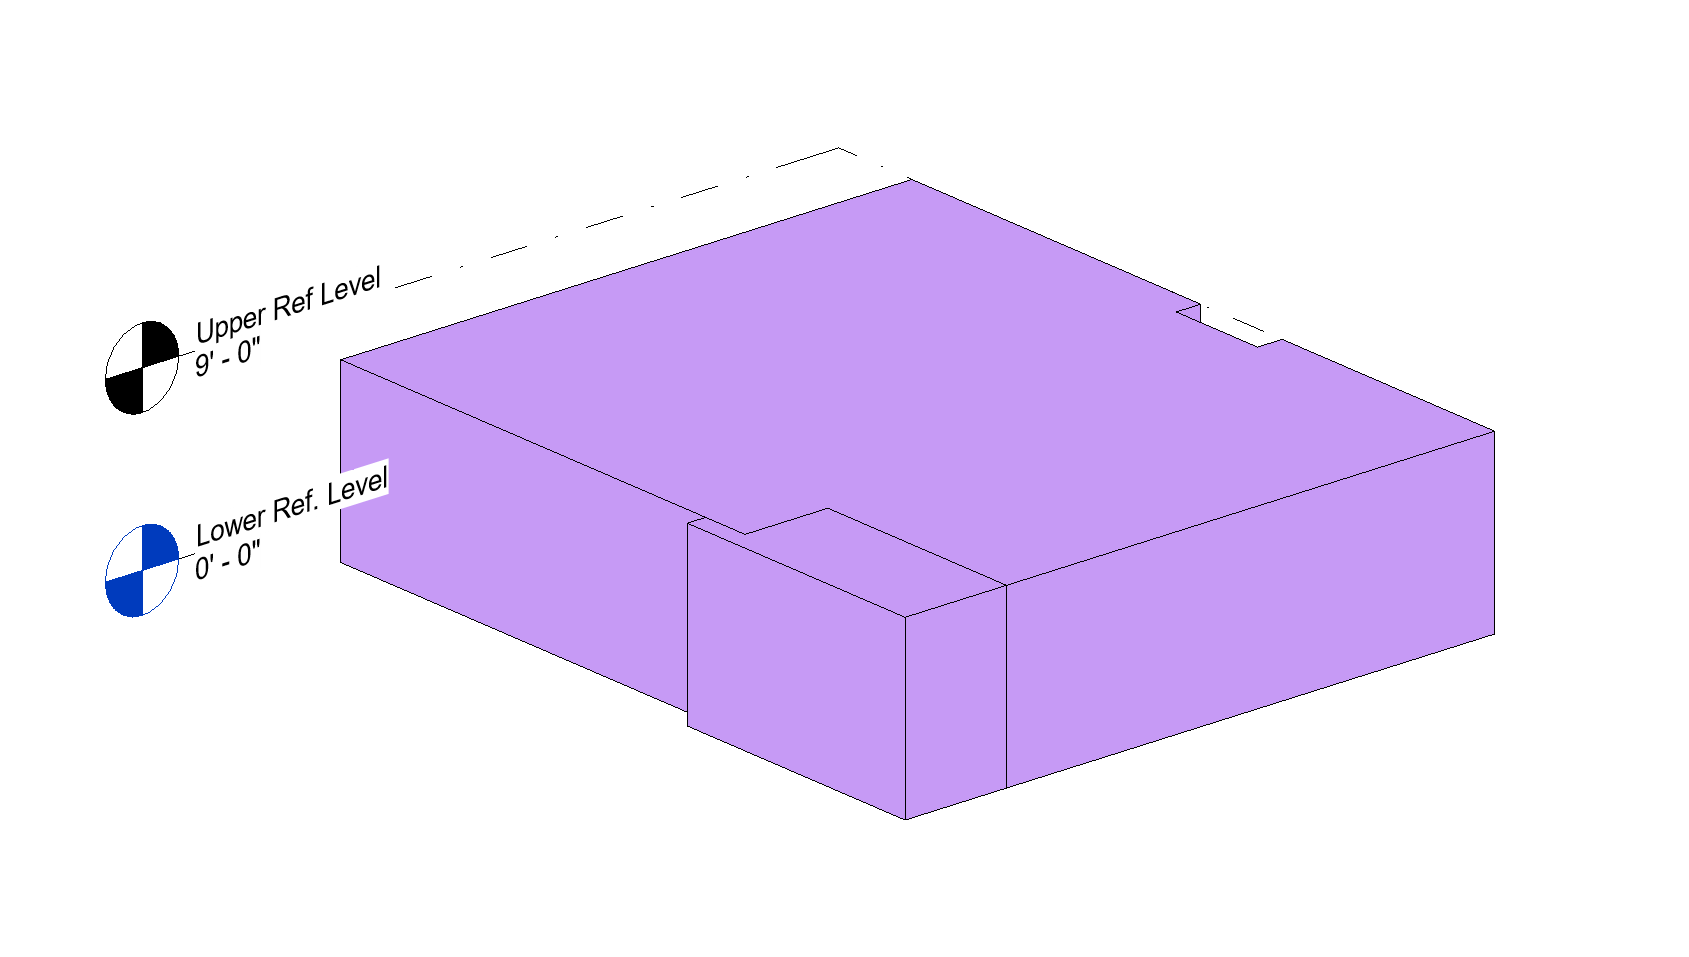 Upper Ref Level
9' - 0"
Lower Ref. Level
0' - 0"